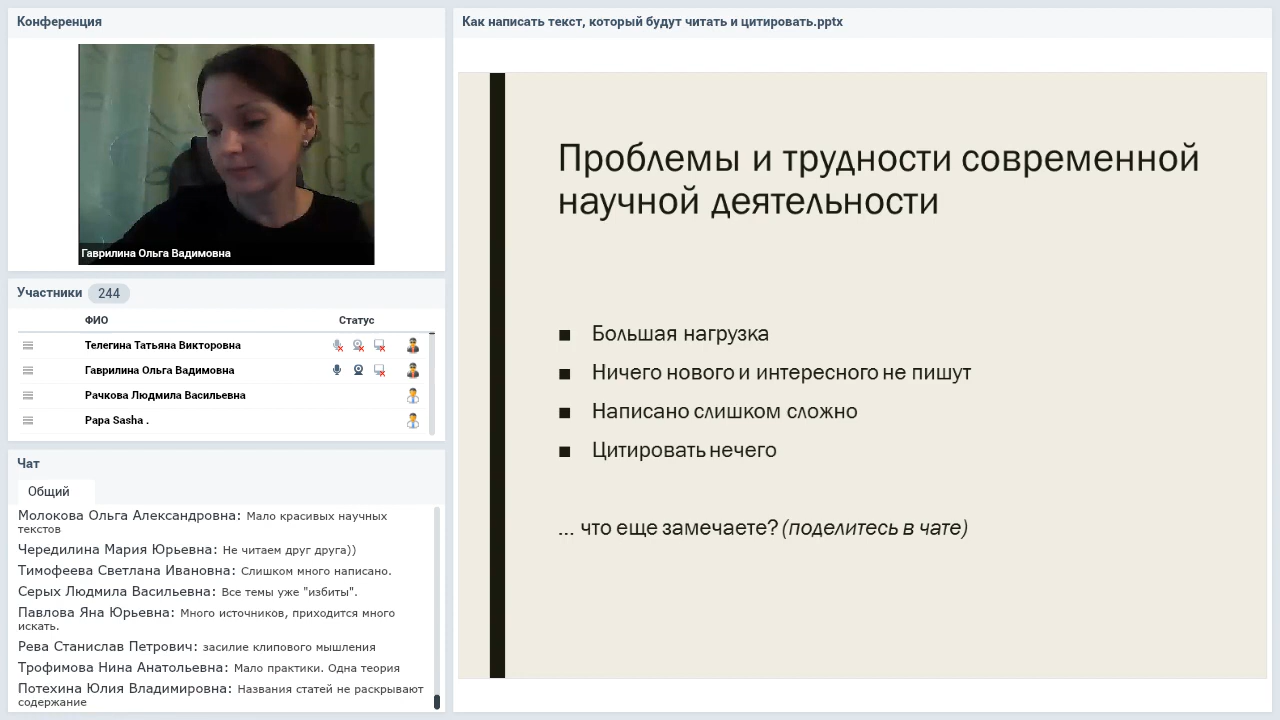 Конференция
Гаврилина Ольга Вадимовна
Участники 244
ФИО Статус
Телегина Татьяна Викторовна
Гаврилина Ольга Вадимовна
Рачкова Людмила Васильевна
Papa Sasha .
Чат
Общий
Молокова Ольга Александровна: Мало красивых научных
текстов
Чередилина Мария Юрьевна: Не читаем друг друга))
Тимофеева Светлана Ивановна: Слишком много написано.
Серых Людмила Васильевна: Все темы уже "избиты".
Павлова Яна Юрьевна: Много источников, приходится много
искать.
Рева Станислав Петрович: засилие клипового мышления
Трофимова Нина Анатольевна: Мало практики. Одна теория
Потехина Юлия Владимировна: Названия статей не раскрывают
содержание
Как написать текст, который будут читать и цитировать.pptx
Проблемы и трудности современной
научной деятельности
■ Большая нагрузка
■ Ничего нового и интересного не пишут
■ Написано слишком сложно
■ Цитировать нечего
... что еще замечаете? (поделитесь в чате)